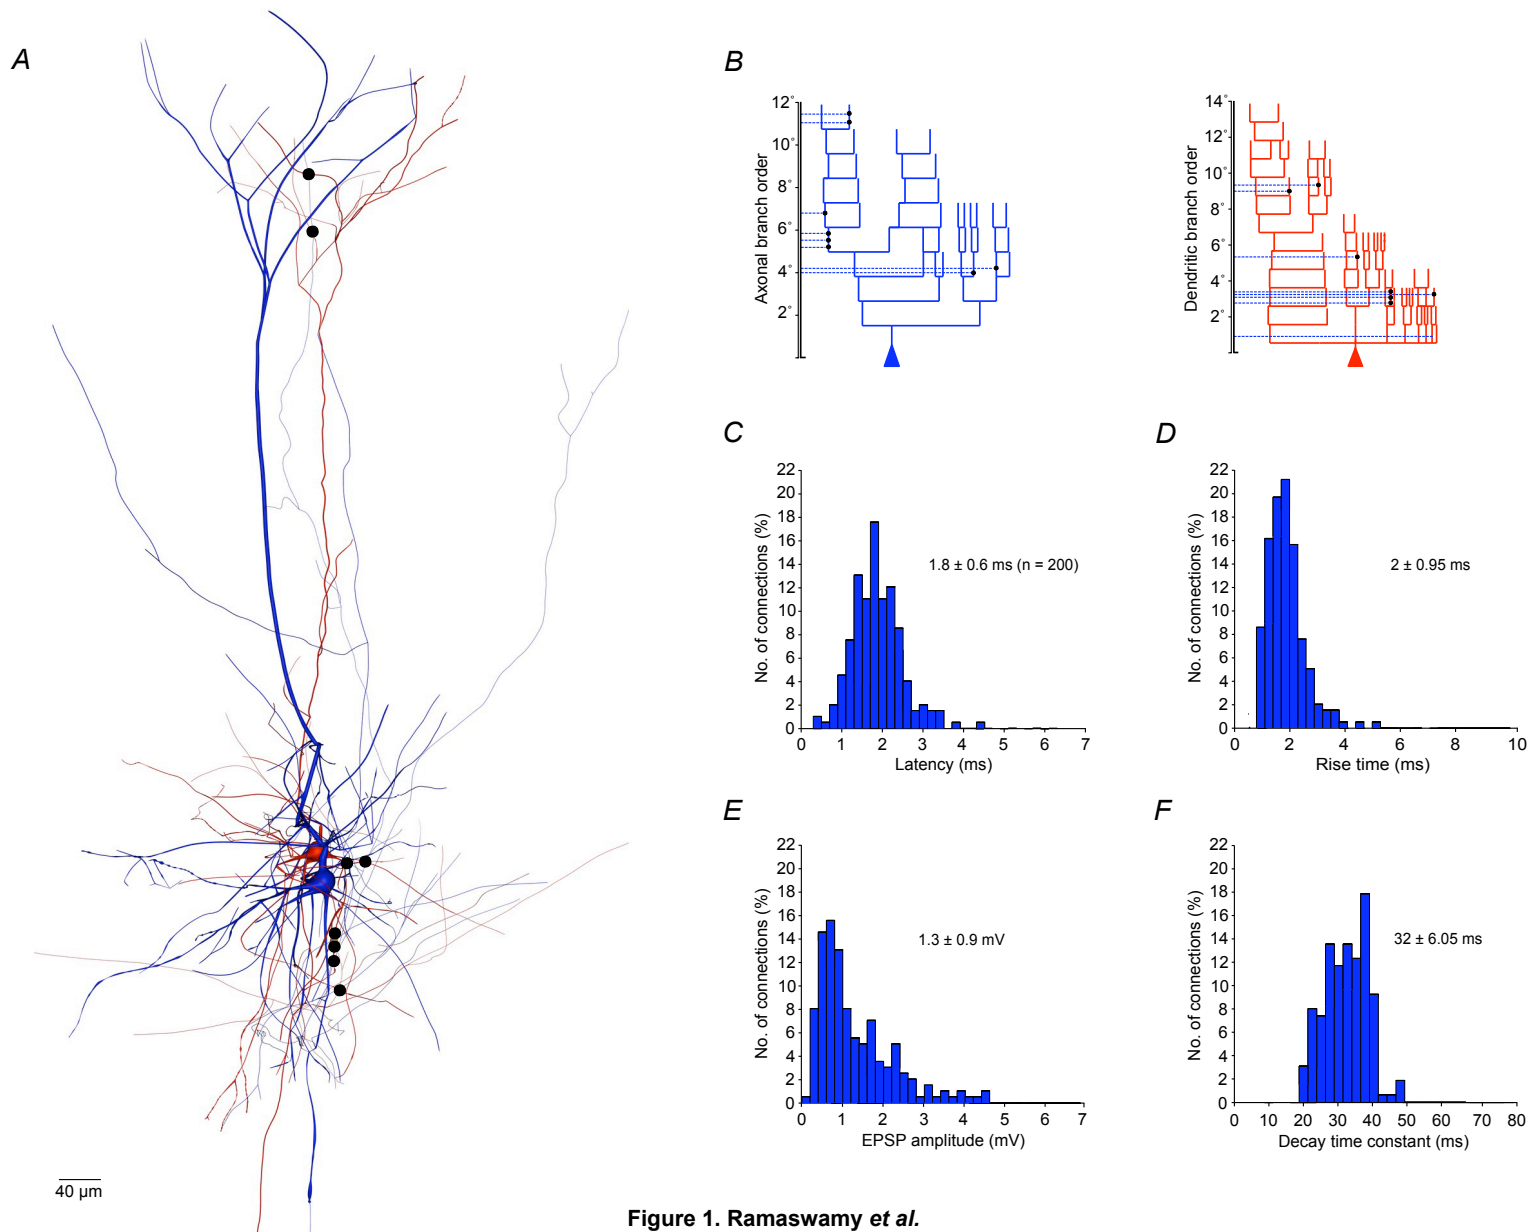 A
40 µm
B
Axonal branch order
12°
10°
8°
6°
4°
2°
Dendritic branch order
14°
12°
10°
8°
6°
4°
2°
C
No. of connections (%)
22
20
18
16
14
12
10
8
6
4
2
0
1.8 ± 0.6 ms (n = 200)
0 1 2 3 4 5 6 7
Latency (ms)
D
No. of connections (%)
22
20
18
16
14
12
10
8
6
4
2
0
2 ± 0.95 ms
0 2 4 6 8 10
Rise time (ms)
E
No. of connections (%)
22
20
18
16
14
12
10
8
6
4
2
0
1.3 ± 0.9 mV
0 1 2 3 4 5 6 7
EPSP amplitude (mV)
F
No. of connections (%)
22
20
18
16
14
12
10
8
6
4
2
0
32 ± 6.05 ms
0 10 20 30 40 50 60 70 80
Decay time constant (ms)
Figure 1. Ramaswamy et al.